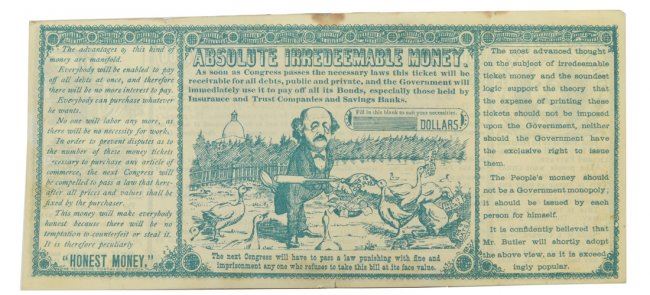 The advantages of this kind of
money are manifold.
Everybody will be enabled to pay
off all debts at once, and therefore
there will be no more interest to pay.
Everybody can purchase whatever
he wants.
No one will labor any more, as
there will be no necessity for work.
In order to prevent disputes as to
the number of these money tickets
necessary to purchase any article of
commerce, the next Congress will
be compelled to pass a law that here-
after all prices and values shall be
fixed by the purchaser.
This money will make everybody
honest because there will be no
temptation to counterfeit or steal it.
It is therefore peculiarly
"HONEST MONEY."
ABSOLUTE IRREDEEMABLE MONEY.
As soon as Congress passes the necessary laws this ticket will be
receivable for all debts, public and private, and the Government will
immediately use it to pay off all its Bonds, especially those held by
Insurance and Trust Companies and Savings Banks.
Fill in this blank to suit your necessities.
DOLLARS.
The next Congress will have to pass a law punishing with fine and
imprisonment any one who refuses to take this bill at its face value.
The most advanced thought
on the subject of irredeemable
ticket money and the soundest
logic support the theory that
the expense of printing these
tickets should not be imposed
upon the Government, neither
should the Government have
the exclusive right to issue
them.
The People's money should
not be a Government monopoly;
it should be issued by each
person for himself.
It is confidently believed that
Mr. Butler will shortly adopt
the above view, as it is exceed
ingly popular.